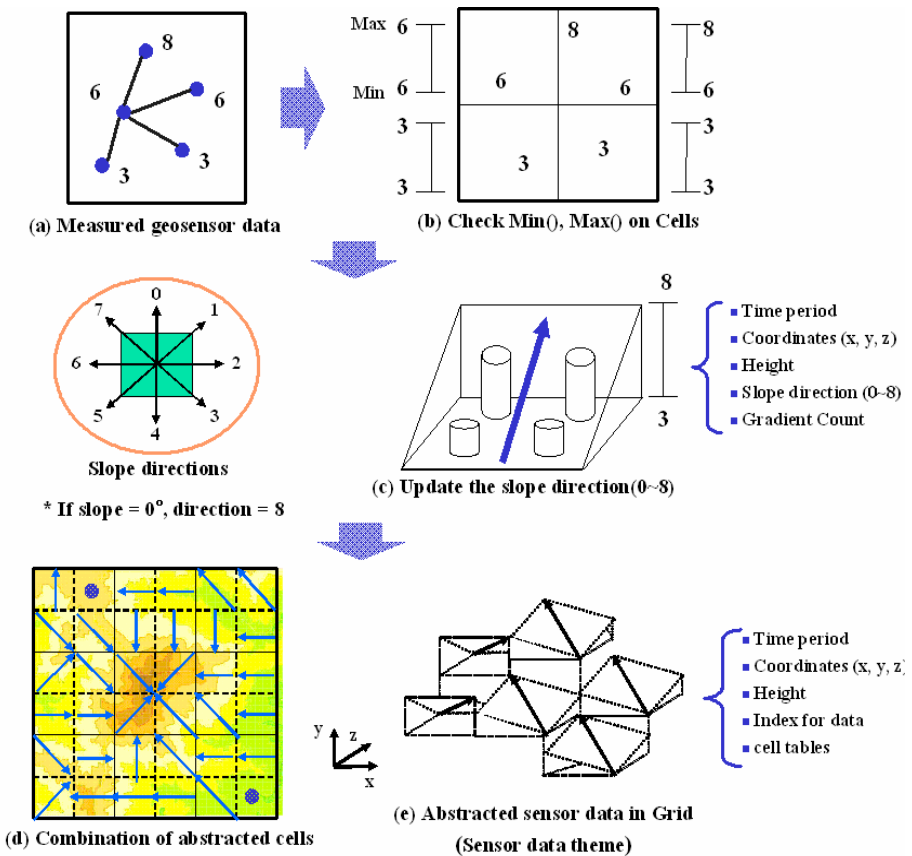 8
6
6
3
3
(a) Measured geosensor data
Max 6
Min 6
3
3
8
6
6
3
3
8
6
3
3
(b) Check Min(), Max() on Cells
0
1
2
3
4
5
6
7
Slope directions
* If slope = 0°, direction = 8
8
3
▪ Time period
▪ Coordinates (x, y, z)
▪ Height
▪ Slope direction (0~8)
▪ Gradient Count
(c) Update the slope direction(0~8)
(d) Combination of abstracted cells
y
z
x
▪ Time period
▪ Coordinates (x, y, z)
▪ Height
▪ Index for data
▪ cell tables
(e) Abstracted sensor data in Grid
(Sensor data theme)